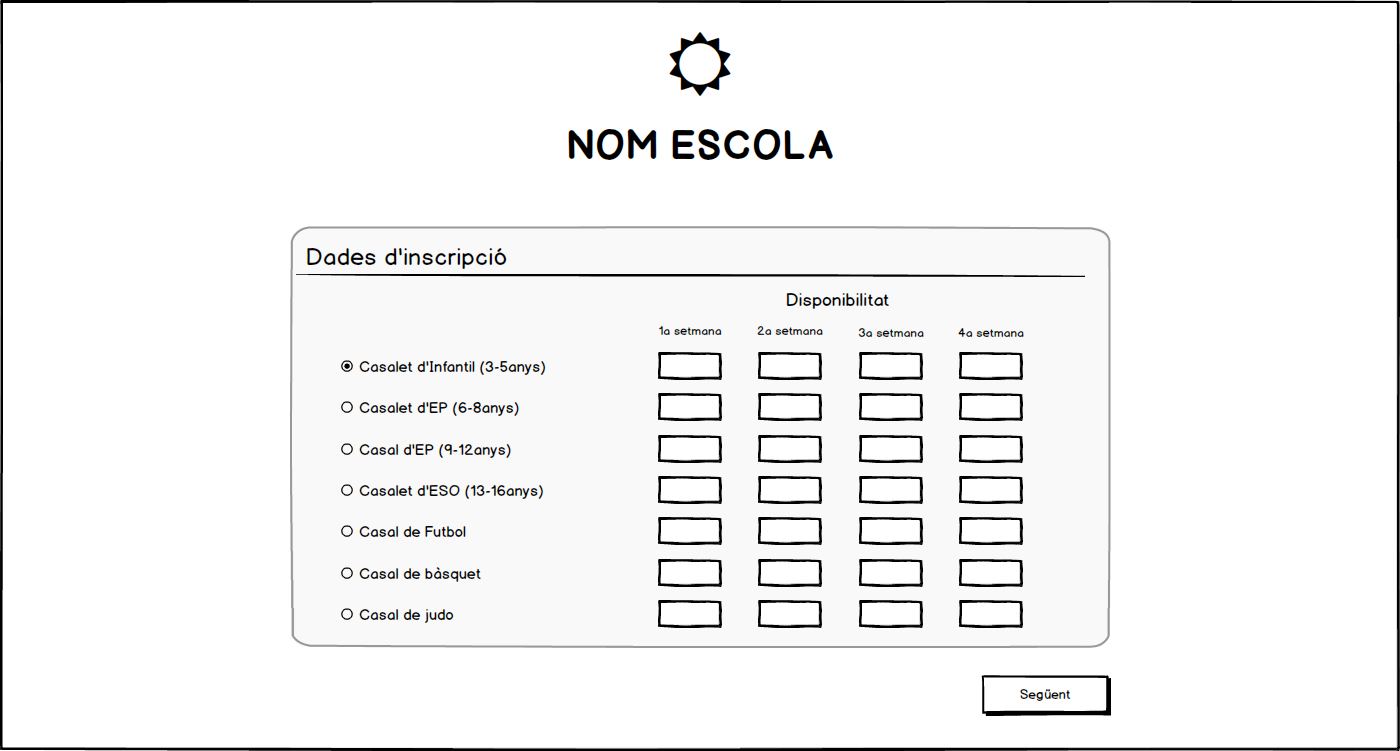 NOM ESCOLA
Dades d'inscripció
Disponibilitat
1a setmana 2a setmana 3a setmana 4a setmana
Casalet d'Infantil (3-5anys)
Casalet d'EP (6-8anys)
Casal d'EP (9-12anys)
Casalet d'ESO (13-16anys)
Casal de Futbol
Casal de bàsquet
Casal de judo
Següent